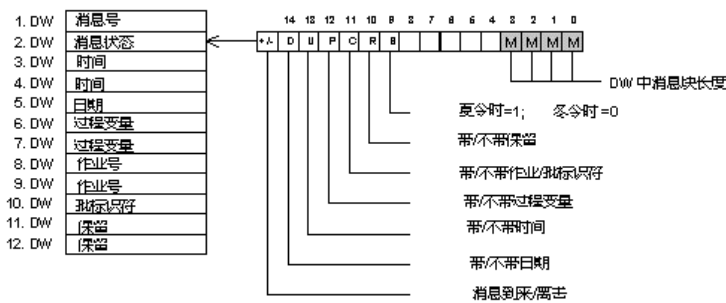 1. DW 消息号
2. DW 消息状态
3. DW 时间
4. DW 时间
5. DW 日期
6. DW 过程变量
7. DW 过程变量
8. DW 作业号
9. DW 作业号
10. DW 批标识符
11. DW 保留
12. DW 保留
14 13 12 11 10 9 8 7 6 5 4 3 2 1 0
+/- D U P C R S M M M M
DW 中消息块长度
夏令时=1; 冬令时=0
带/不带保留
带/不带作业/批标识符
带/不带过程变量
带/不带时间
带/不带日期
消息到来/离去